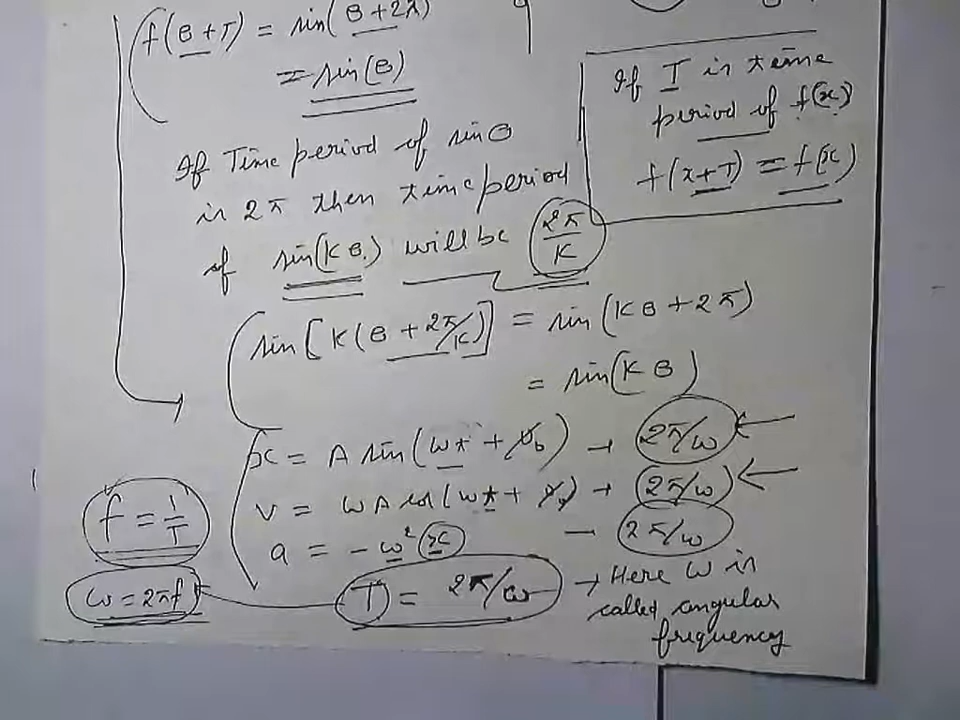 f(θ+T) = sin(θ+2π)
= sin(θ)
If T is time
period of f(x)
f(x+T) = f(x)
If Time period of sinθ
is 2π then time period
of sin(Kθ) will be 2π/K
sin[K(θ+2π/K)] = sin(Kθ+2π)
= sin(Kθ)
x = A sin(ωt + φ₀) → 2π/ω ←
v = ωA cos(ωt + φ₀) → 2π/ω ←
a = -ω²(x) — 2π/ω
f = 1/T
ω = 2πf
T = 2π/ω → Here ω is
called angular
frequency